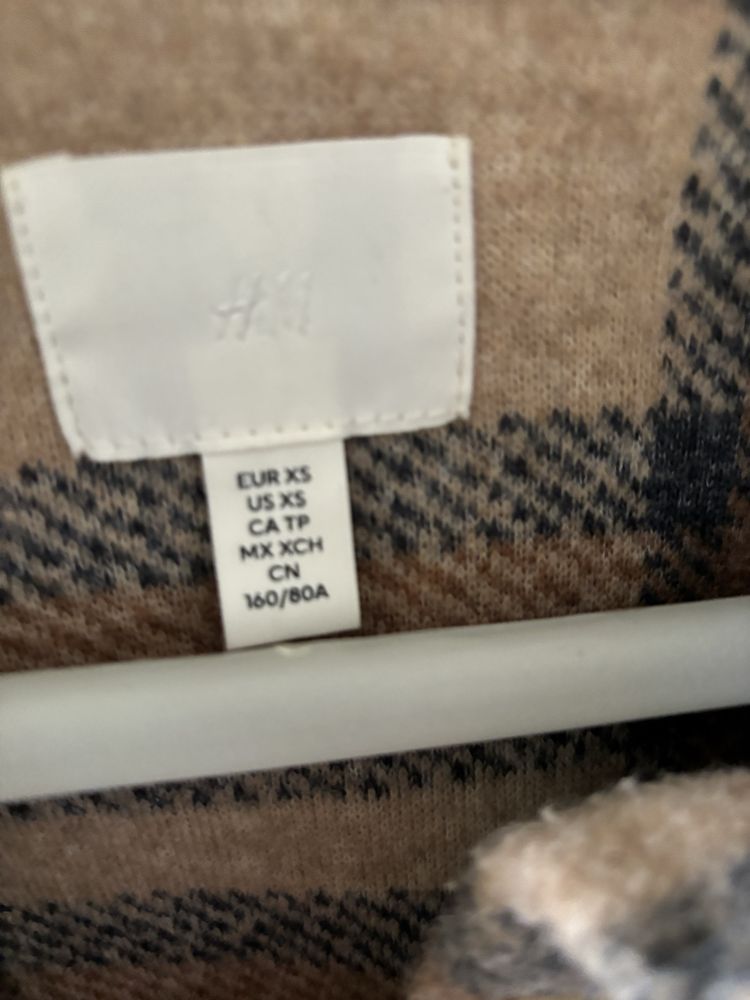 H&M
EUR XS
US XS
CA TP
MX XCH
CN
160/80A